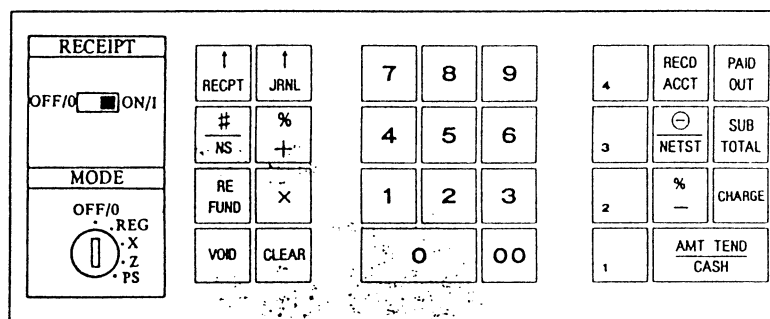 RECEIPT
OFF/0 ON/I
MODE
OFF/0
REG
X
Z
PS
↑ ↑
RECPT JRNL
# %
NS +
RE
FUND ×
VOID CLEAR
7 8 9
4 5 6
1 2 3
0 00
4 RECD PAID
ACCT OUT
3 ⊖ SUB
NETST TOTAL
2 % CHARGE
−
1 AMT TEND
CASH